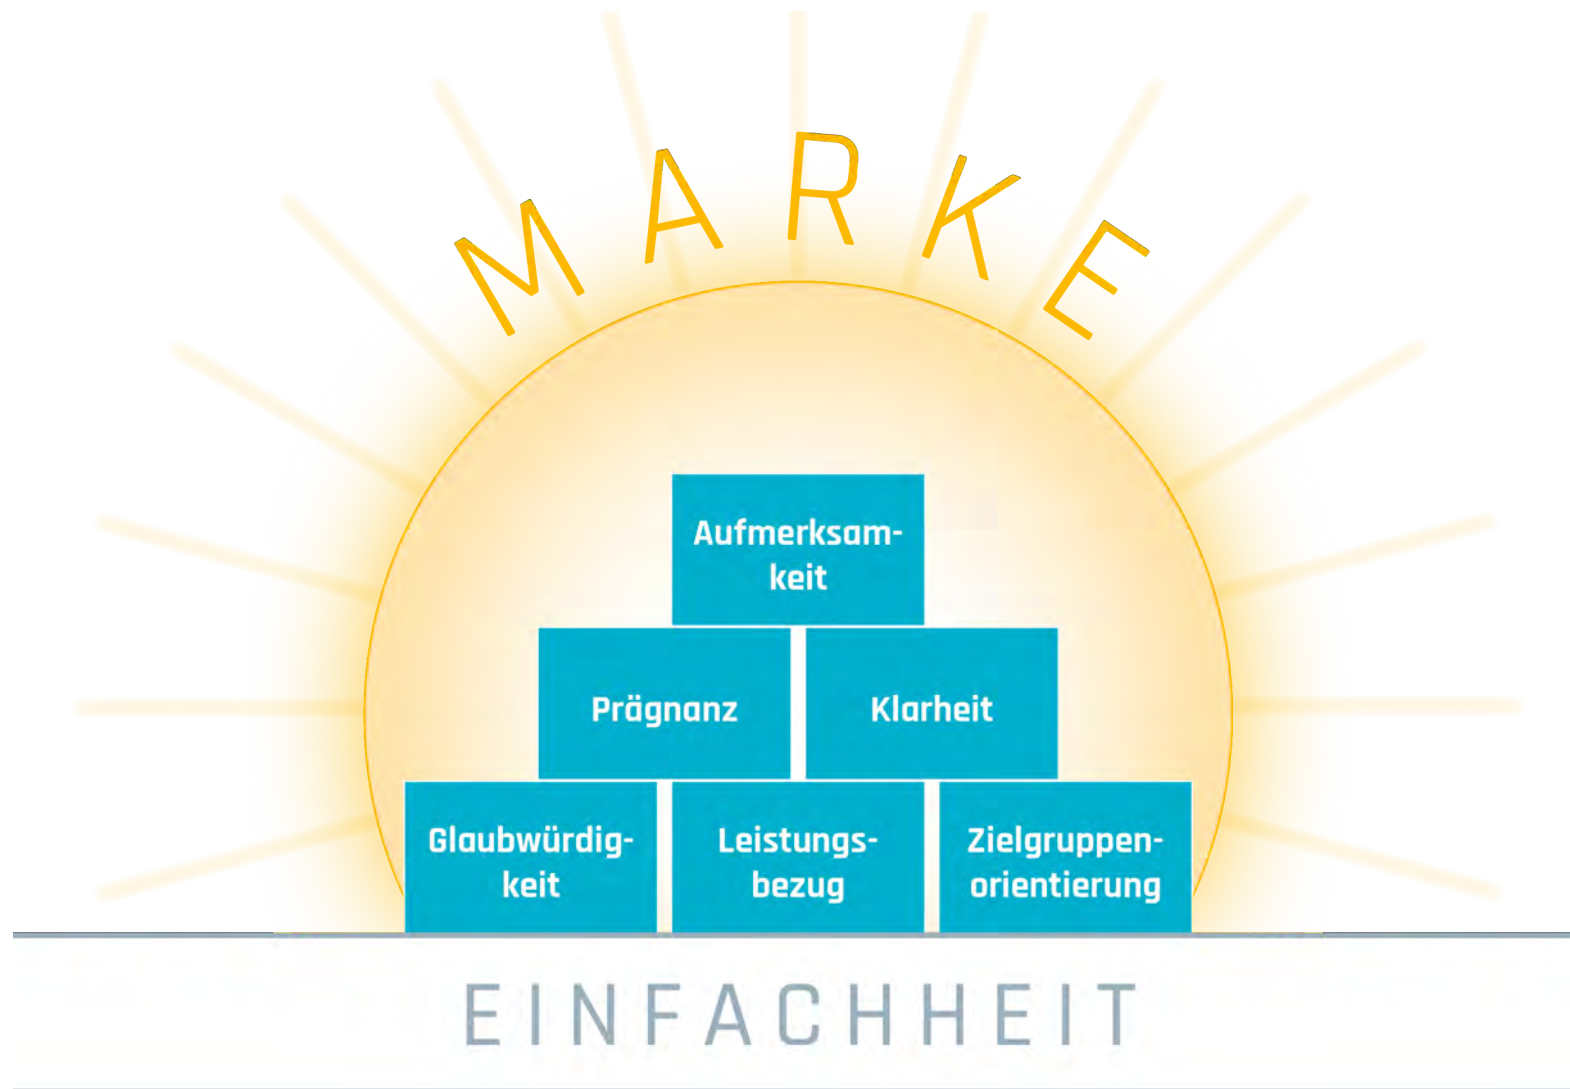 MARKE
Aufmerksam-
keit
Prägnanz
Klarheit
Glaubwürdig-
keit
Leistungs-
bezug
Zielgruppen-
orientierung
EINFACHHEIT